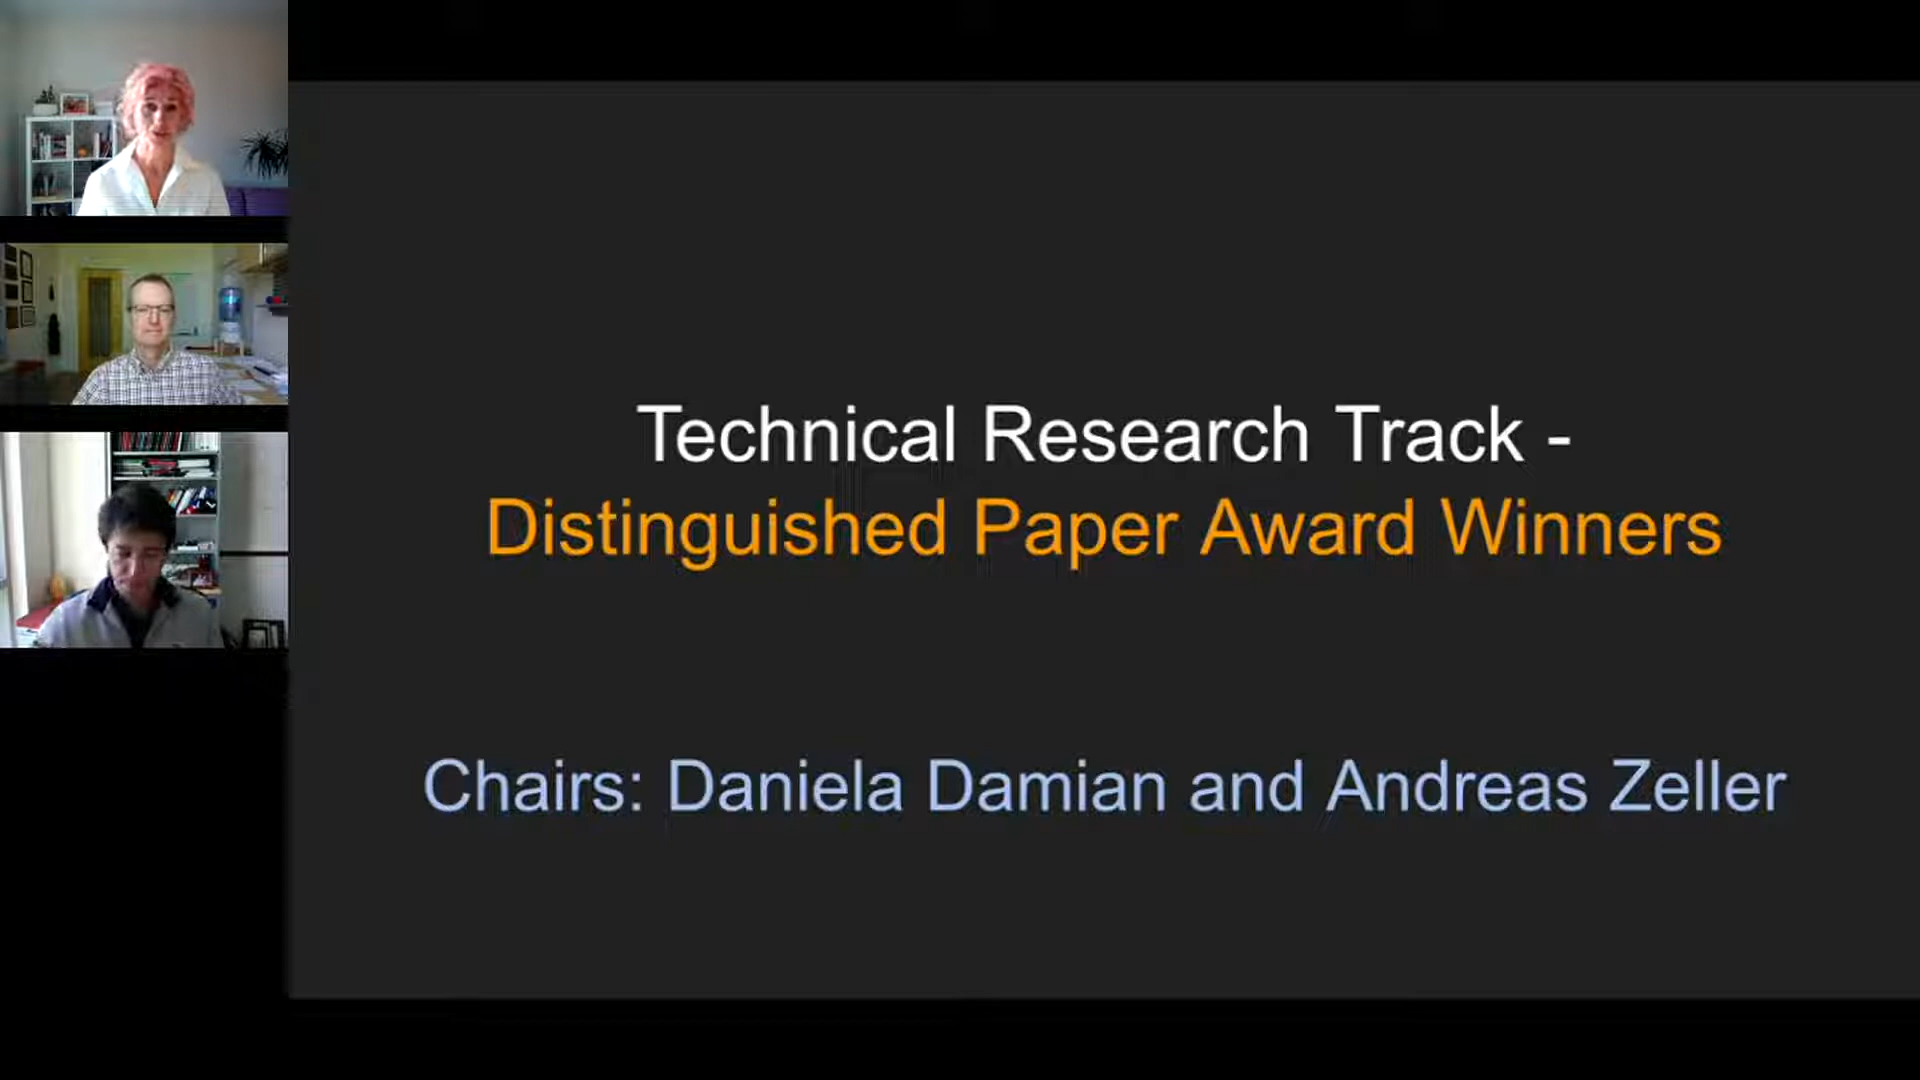 Technical Research Track -
Distinguished Paper Award Winners
Chairs: Daniela Damian and Andreas Zeller